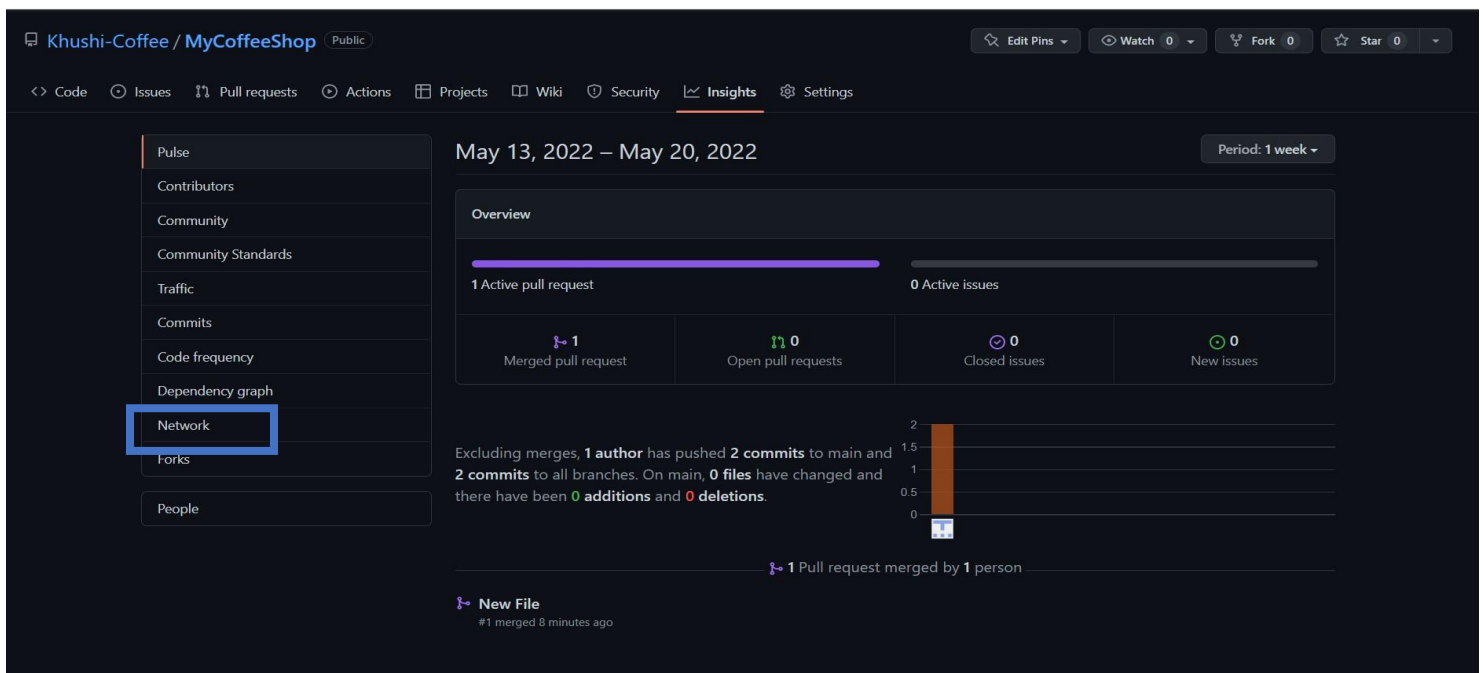 Khushi-Coffee / MyCoffeeShop Public
Edit Pins Watch 0 Fork 0 Star 0
<> Code Issues Pull requests Actions Projects Wiki Security Insights Settings
Pulse
Contributors
Community
Community Standards
Traffic
Commits
Code frequency
Dependency graph
Network
Forks
People
May 13, 2022 – May 20, 2022
Period: 1 week
Overview
1 Active pull request
0 Active issues
1
Merged pull request
0
Open pull requests
0
Closed issues
0
New issues
Excluding merges, 1 author has pushed 2 commits to main and
2 commits to all branches. On main, 0 files have changed and
there have been 0 additions and 0 deletions.
2
1.5
1
0.5
0
1 Pull request merged by 1 person
New File
#1 merged 8 minutes ago